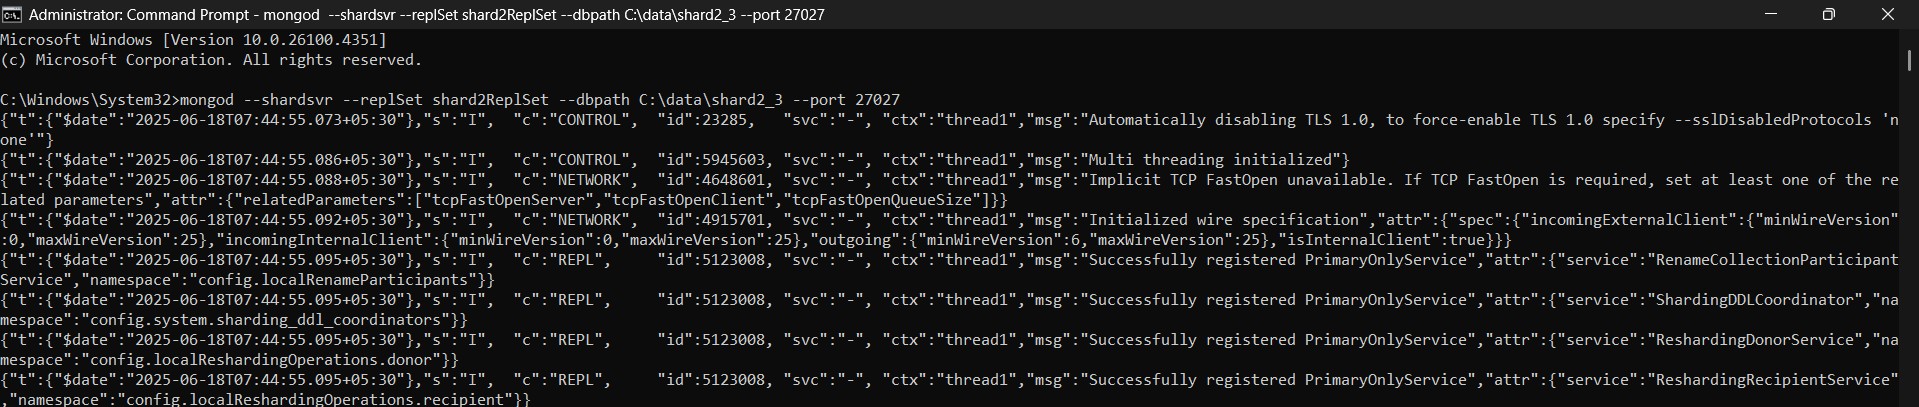 Administrator: Command Prompt - mongod  --shardsvr --replSet shard2ReplSet --dbpath C:\data\shard2_3 --port 27027
Microsoft Windows [Version 10.0.26100.4351]
(c) Microsoft Corporation. All rights reserved.
C:\Windows\System32>mongod --shardsvr --replSet shard2ReplSet --dbpath C:\data\shard2_3 --port 27027
{"t":{"$date":"2025-06-18T07:44:55.073+05:30"},"s":"I",  "c":"CONTROL",  "id":23285,   "svc":"-", "ctx":"thread1","msg":"Automatically disabling TLS 1.0, to force-enable TLS 1.0 specify --sslDisabledProtocols 'n
one'"}
{"t":{"$date":"2025-06-18T07:44:55.086+05:30"},"s":"I",  "c":"CONTROL",  "id":5945603, "svc":"-", "ctx":"thread1","msg":"Multi threading initialized"}
{"t":{"$date":"2025-06-18T07:44:55.088+05:30"},"s":"I",  "c":"NETWORK",  "id":4648601, "svc":"-", "ctx":"thread1","msg":"Implicit TCP FastOpen unavailable. If TCP FastOpen is required, set at least one of the re
lated parameters","attr":{"relatedParameters":["tcpFastOpenServer","tcpFastOpenClient","tcpFastOpenQueueSize"]}}
{"t":{"$date":"2025-06-18T07:44:55.092+05:30"},"s":"I",  "c":"NETWORK",  "id":4915701, "svc":"-", "ctx":"thread1","msg":"Initialized wire specification","attr":{"spec":{"incomingExternalClient":{"minWireVersion"
:0,"maxWireVersion":25},"incomingInternalClient":{"minWireVersion":0,"maxWireVersion":25},"outgoing":{"minWireVersion":6,"maxWireVersion":25},"isInternalClient":true}}}
{"t":{"$date":"2025-06-18T07:44:55.095+05:30"},"s":"I",  "c":"REPL",     "id":5123008, "svc":"-", "ctx":"thread1","msg":"Successfully registered PrimaryOnlyService","attr":{"service":"RenameCollectionParticipant
Service","namespace":"config.localRenameParticipants"}}
{"t":{"$date":"2025-06-18T07:44:55.095+05:30"},"s":"I",  "c":"REPL",     "id":5123008, "svc":"-", "ctx":"thread1","msg":"Successfully registered PrimaryOnlyService","attr":{"service":"ShardingDDLCoordinator","na
mespace":"config.system.sharding_ddl_coordinators"}}
{"t":{"$date":"2025-06-18T07:44:55.095+05:30"},"s":"I",  "c":"REPL",     "id":5123008, "svc":"-", "ctx":"thread1","msg":"Successfully registered PrimaryOnlyService","attr":{"service":"ReshardingDonorService","na
mespace":"config.localReshardingOperations.donor"}}
{"t":{"$date":"2025-06-18T07:44:55.095+05:30"},"s":"I",  "c":"REPL",     "id":5123008, "svc":"-", "ctx":"thread1","msg":"Successfully registered PrimaryOnlyService","attr":{"service":"ReshardingRecipientService"
,"namespace":"config.localReshardingOperations.recipient"}}